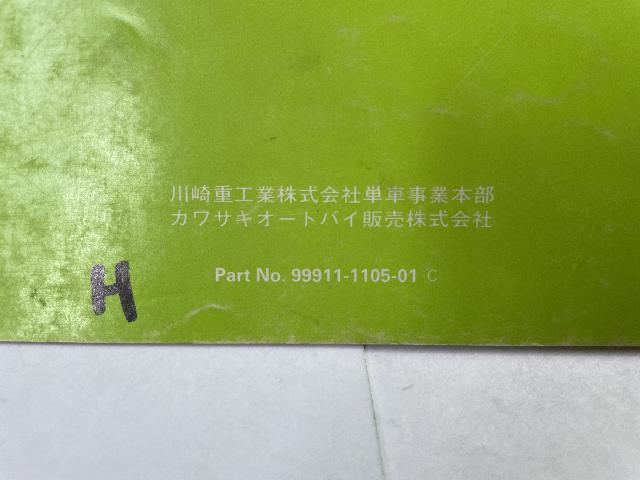 川崎重工業株式会社単車事業本部
カワサキオートバイ販売株式会社
Part No. 99911-1105-01 C
H